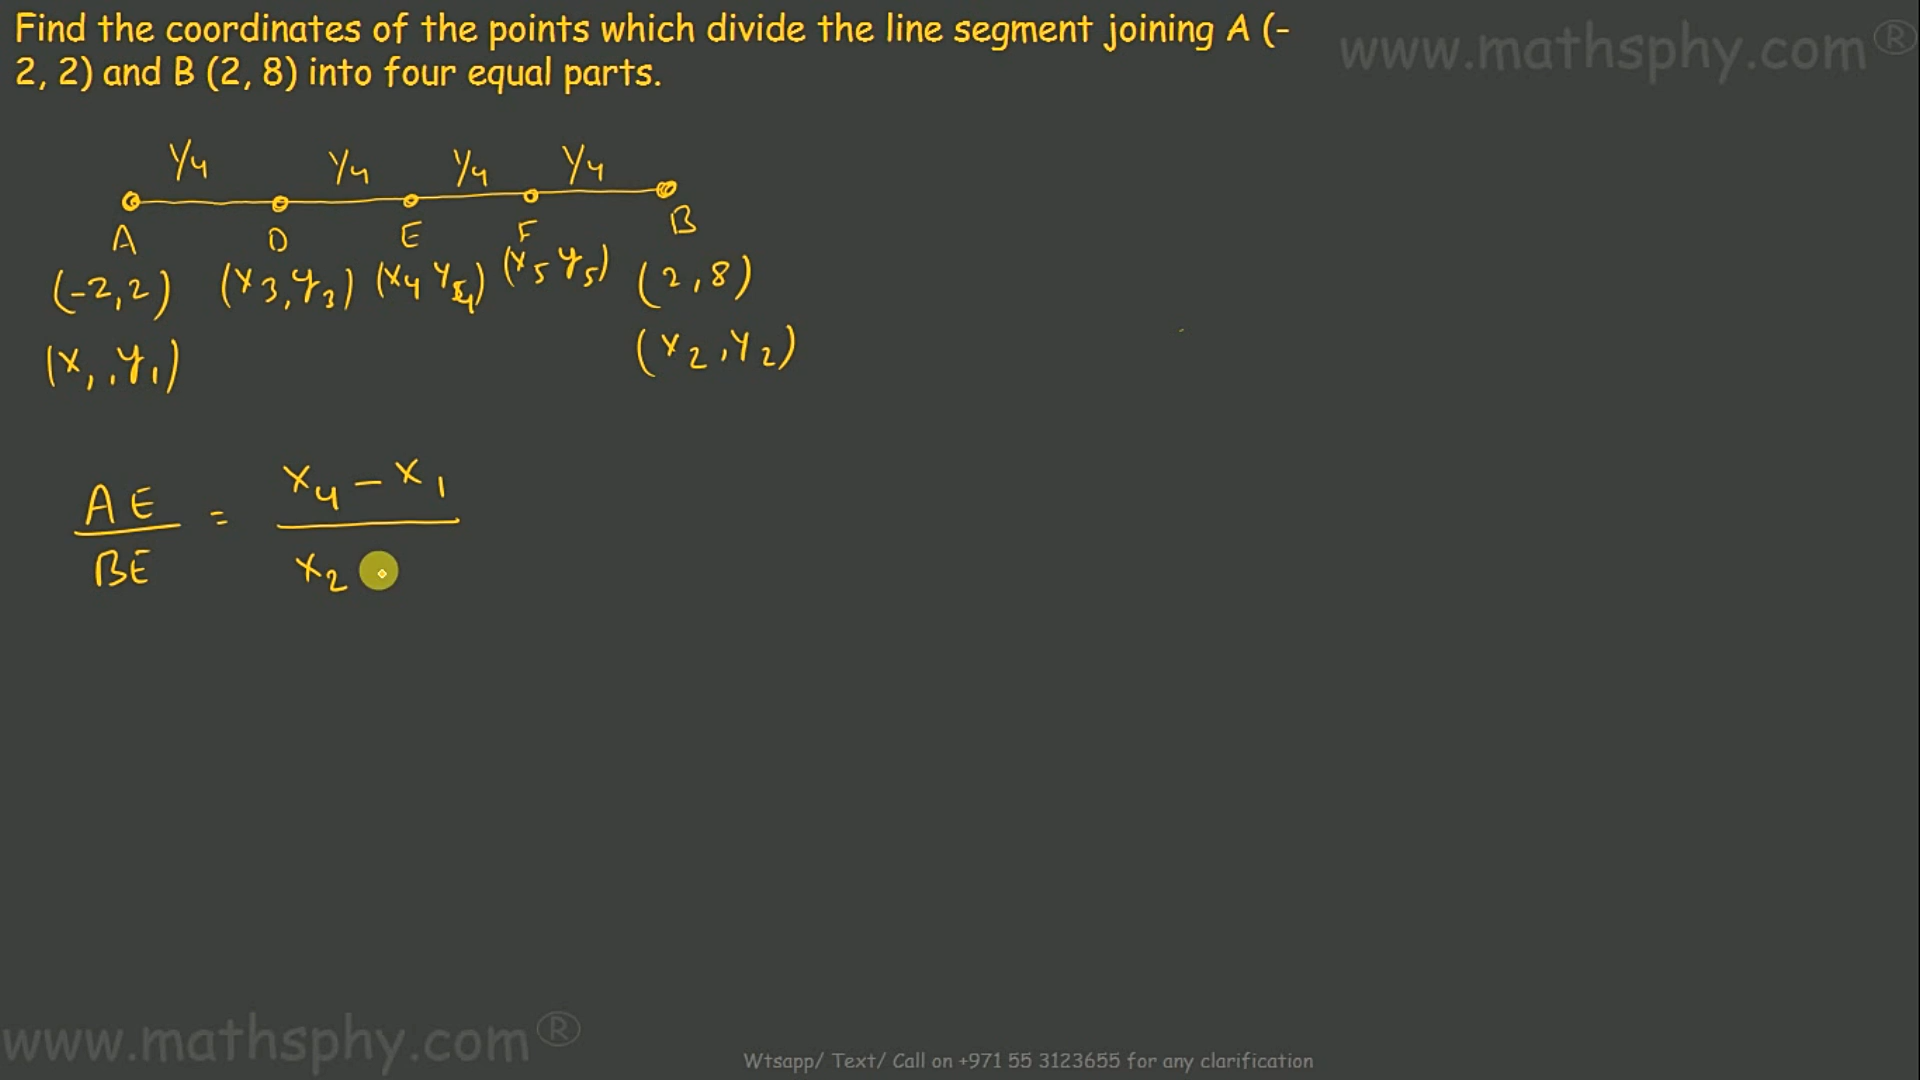 Find the coordinates of the points which divide the line segment joining A (-
2, 2) and B (2, 8) into four equal parts.
www.mathsphy.com®
1/4 1/4 1/4 1/4
A D E F B
(-2,2) (x3,y3) (x4 y4) (x5 y5) (2,8)
(x1,y1) (x2,y2)
AE/BE = x4 - x1 / x2
www.mathsphy.com®
Wtsapp/ Text/ Call on +971 55 3123655 for any clarification